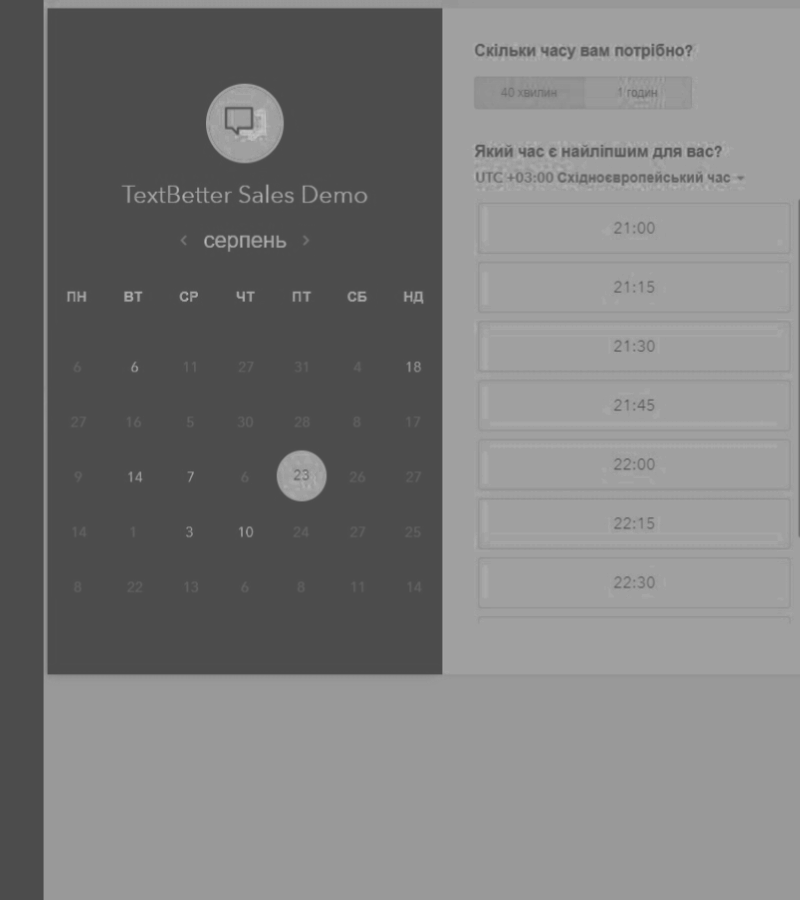 TextBetter Sales Demo
серпень
ПН ВТ СР ЧТ ПТ СБ НД
6 6 11 27 31 4 18
27 16 5 30 28 8 17
9 14 7 6 23 26 27
14 1 3 10 24 27 25
8 22 13 6 8 11 14
Скільки часу вам потрібно?
40 хвилин 1 годин
Який час є найліпшим для вас?
UTC +03:00 Східноєвропейський час
21:00
21:15
21:30
21:45
22:00
22:15
22:30